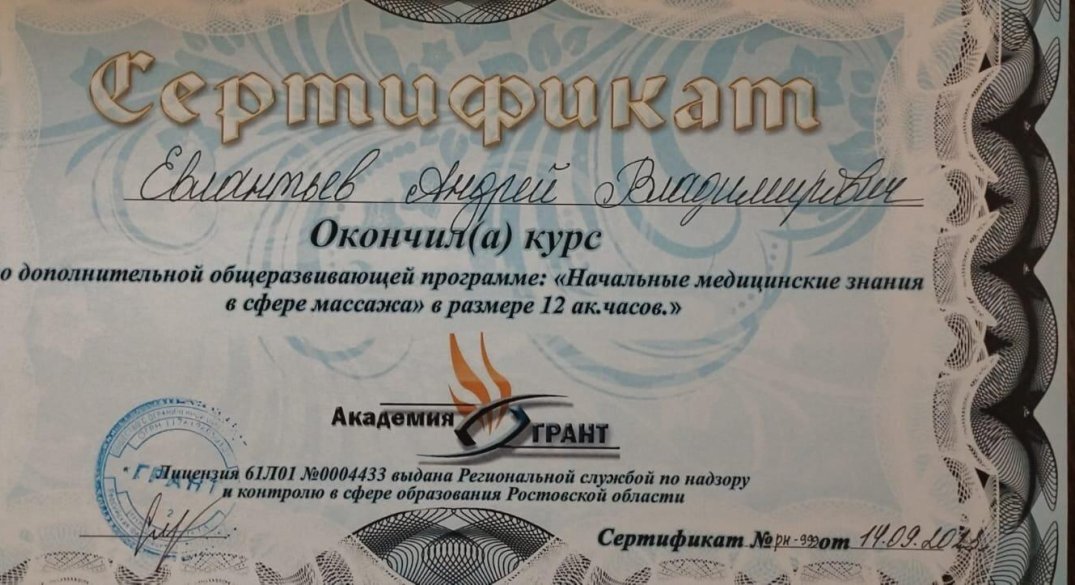 Сертификат
Евлантьев Андрей Владимирович
Окончил(а) курс
о дополнительной общеразвивающей программе: «Начальные медицинские знания
в сфере массажа» в размере 12 ак.часов.»
Академия
ГРАНТ
Лицензия 61Л01 №0004433 выдана Региональной службой по надзору
и контролю в сфере образования Ростовской области
"ГРАНТ"
Сертификат № от 14.09.